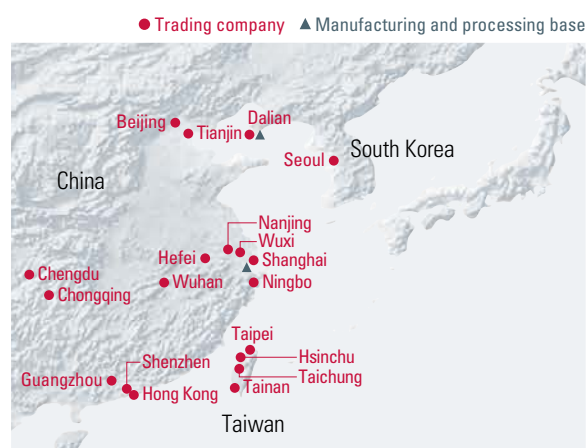 Trading company
Manufacturing and processing base
Beijing
Tianjin
Dalian
Seoul
South Korea
China
Nanjing
Wuxi
Hefei
Shanghai
Chengdu
Wuhan
Ningbo
Chongqing
Taipei
Shenzhen
Hsinchu
Guangzhou
Taichung
Hong Kong
Tainan
Taiwan